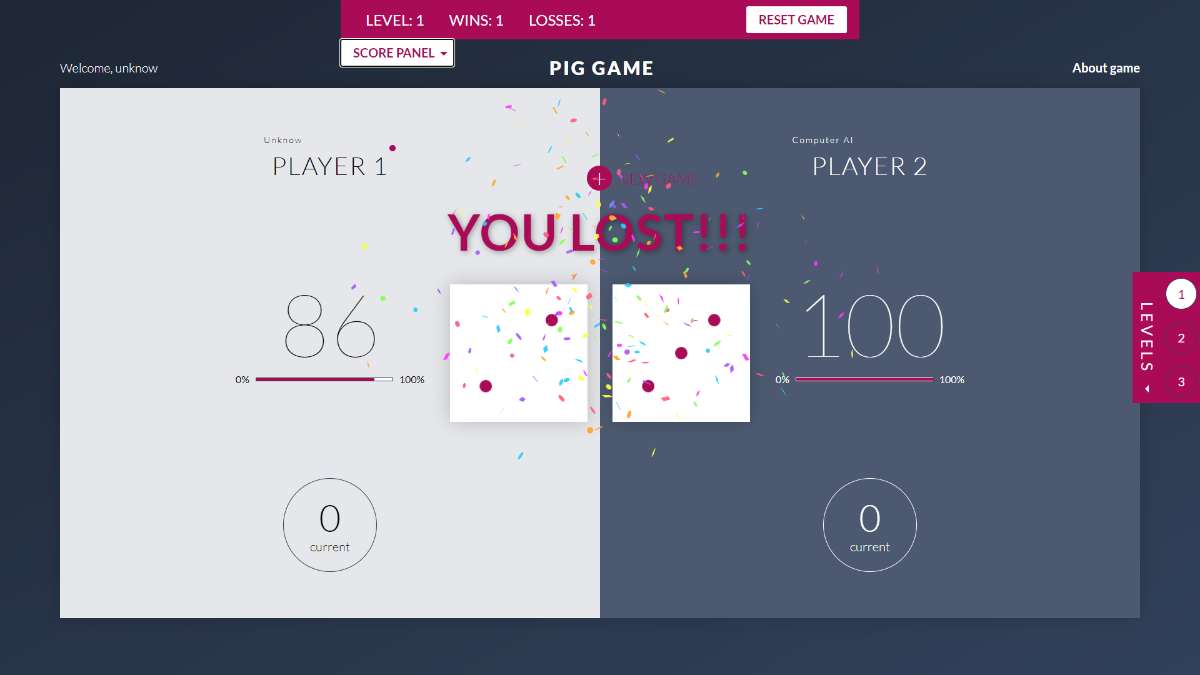 LEVEL: 1 WINS: 1 LOSSES: 1 RESET GAME
SCORE PANEL
Welcome, unknow
PIG GAME
About game
Unknow
PLAYER 1
Computer AI
PLAYER 2
NEW GAME
YOU LOST!!!
86
100
0% 100%
0% 100%
LEVELS
1
2
3
0
current
0
current